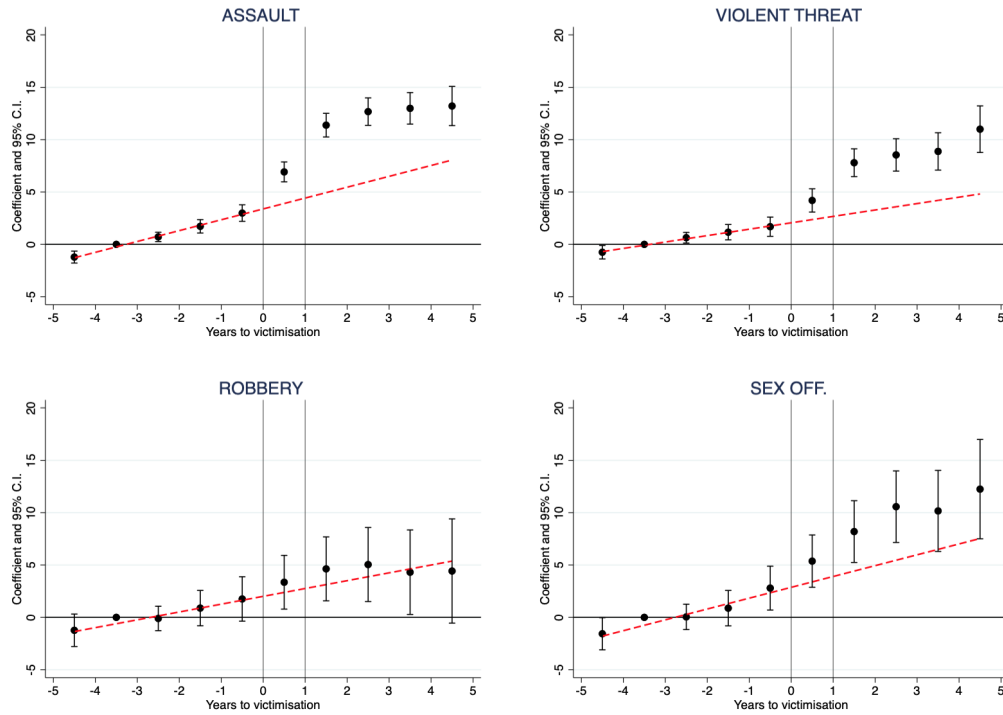 ASSAULT
Coefficient and 95% C.I.
20
15
10
5
0
-5
-5 -4 -3 -2 -1 0 1 2 3 4 5
Years to victimisation
VIOLENT THREAT
Coefficient and 95% C.I.
20
15
10
5
0
-5
-5 -4 -3 -2 -1 0 1 2 3 4 5
Years to victimisation
ROBBERY
Coefficient and 95% C.I.
20
15
10
5
0
-5
-5 -4 -3 -2 -1 0 1 2 3 4 5
Years to victimisation
SEX OFF.
Coefficient and 95% C.I.
20
15
10
5
0
-5
-5 -4 -3 -2 -1 0 1 2 3 4 5
Years to victimisation